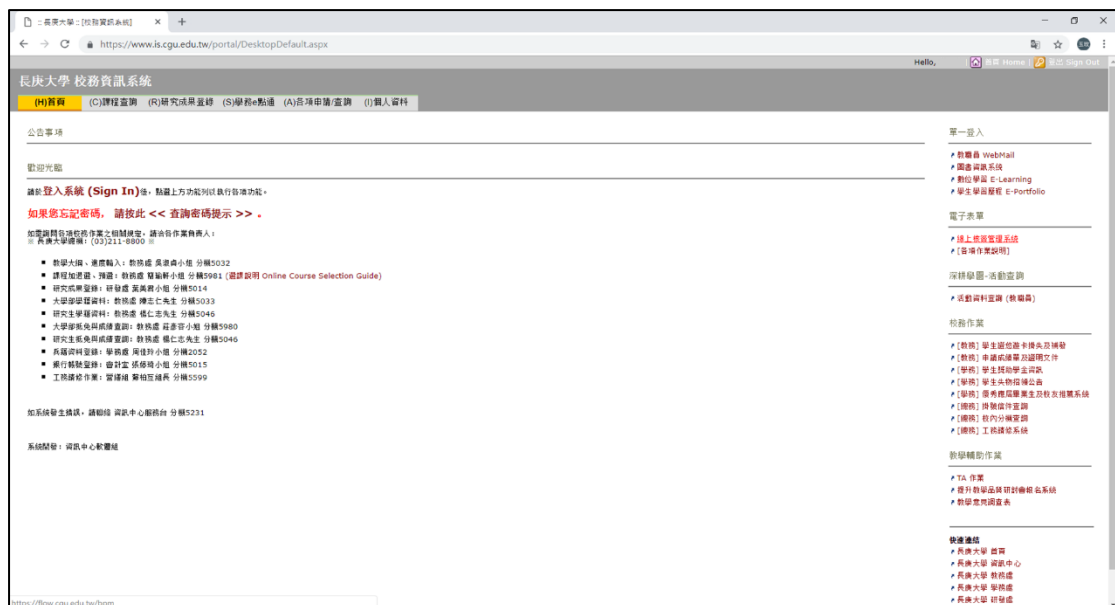 ::長庚大學::[校務資訊系統]
https://www.is.cgu.edu.tw/portal/DesktopDefault.aspx
Hello,
首頁 Home
登出 Sign Out
長庚大學 校務資訊系統
(H)首頁 (C)課程查詢 (R)研究成果登錄 (S)學務e點通 (A)各項申請/查詢 (I)個人資料
公告事項
歡迎光臨
請於登入系統 (Sign In)後，點選上方功能列以執行各項功能。
如果您忘記密碼， 請按此 << 查詢密碼提示 >> 。
如需詢問各項校務作業之相關規定，請洽各作業負責人：
※ 長庚大學總機: (03)211-8800 ※
教學大綱、進度輸入: 教務處 吳淑貞小姐 分機5032
課程加退選、預選: 教務處 簡 小姐 分機5981 (選課說明 Online Course Selection Guide)
研究成果登錄: 研發處 葉美君小姐 分機5014
大學部學籍資料: 教務處 陳志仁先生 分機5033
研究生學籍資料: 教務處 楊仁志先生 分機5046
大學部抵免與成績查詢: 教務處 莊 小姐 分機5980
研究生抵免與成績查詢: 教務處 楊仁志先生 分機5046
兵籍資料登錄: 學務處 周佳玲小姐 分機2052
銀行帳號登錄: 會計室 張 小姐 分機5015
工務請修作業: 營繕組 鄭柏互組長 分機5599
如系統發生錯誤，請聯絡 資訊中心服務台 分機5231
系統開發: 資訊中心軟體組
單一登入
教職員 WebMail
圖書資訊系統
數位學習 E-Learning
學生學習歷程 E-Portfolio
電子表單
線上簽核管理系統
[各項作業說明]
深耕學園-活動查詢
活動資料查詢 (教職員)
校務作業
[教務] 學生證悠遊卡掛失及補發
[教務] 申請成績單及證明文件
[學務] 學生獎助學金資訊
[學務] 學生失物招領公告
[學務] 優秀應屆畢業生及校友推薦系統
[總務] 掛號信件查詢
[總務] 校內分機查詢
[總務] 工務請修系統
教學輔助作業
TA 作業
提升教學品質研討會報名系統
教學意見調查表
快速連結
長庚大學 首頁
長庚大學 資訊中心
長庚大學 教務處
長庚大學 學務處
長庚大學 研發處
https://flow.cgu.edu.tw/bpm